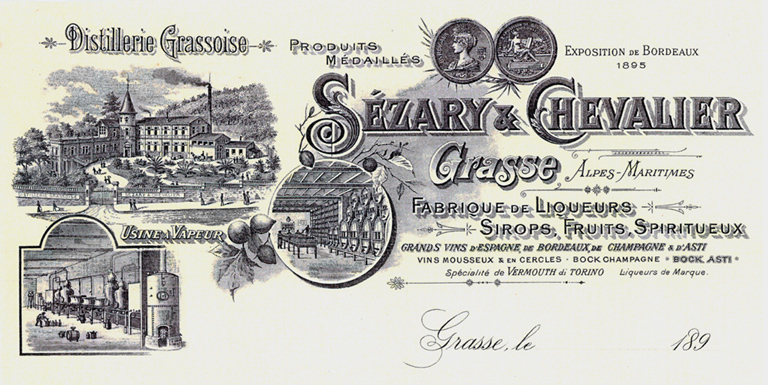 Distillerie Grassoise
PRODUITS
MÉDAILLÉS
EXPOSITION DE BORDEAUX
1895
SÉZARY & CHEVALIER
Grasse
ALPES-MARITIMES
FABRIQUE DE LIQUEURS
SIROPS, FRUITS, SPIRITUEUX
USINE À VAPEUR
GRANDS VINS D'ESPAGNE, DE BORDEAUX, DE CHAMPAGNE & D'ASTI
VINS MOUSSEUX & EN CERCLES - BOCK CHAMPAGNE * BOCK ASTI *
Spécialité de VERMOUTH di TORINO Liqueurs de Marque.
Grasse, le 189